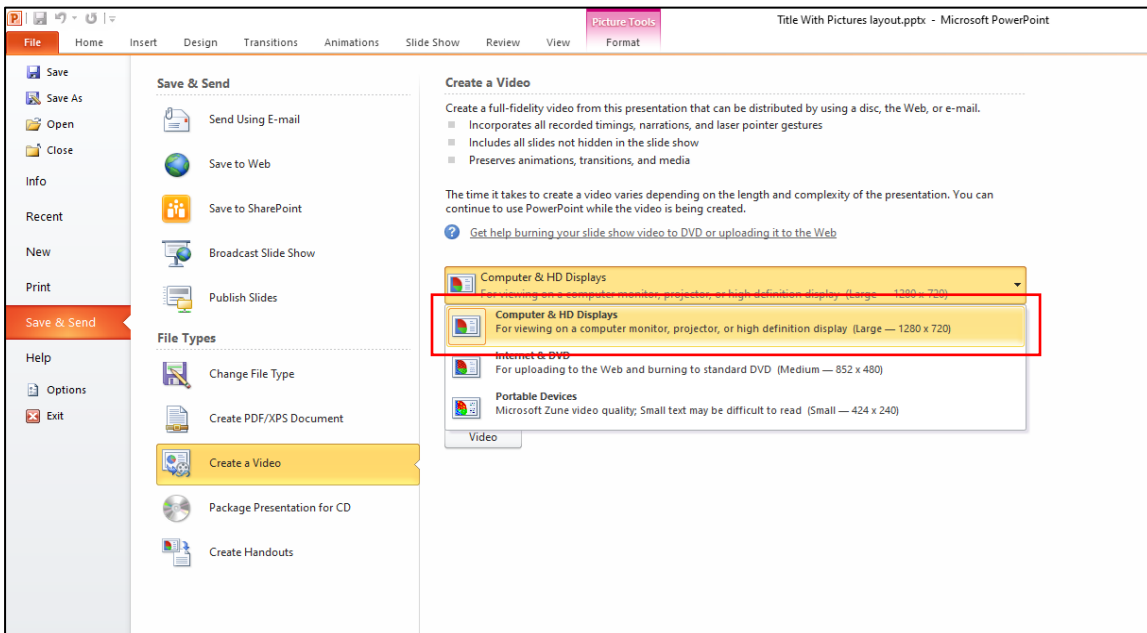 Picture Tools
Title With Pictures layout.pptx - Microsoft PowerPoint
File Home Insert Design Transitions Animations Slide Show Review View Format
Save
Save As
Open
Close
Info
Recent
New
Print
Save & Send
Help
Options
Exit
Save & Send
Send Using E-mail
Save to Web
Save to SharePoint
Broadcast Slide Show
Publish Slides
File Types
Change File Type
Create PDF/XPS Document
Create a Video
Package Presentation for CD
Create Handouts
Create a Video
Create a full-fidelity video from this presentation that can be distributed by using a disc, the Web, or e-mail.
Incorporates all recorded timings, narrations, and laser pointer gestures
Includes all slides not hidden in the slide show
Preserves animations, transitions, and media
The time it takes to create a video varies depending on the length and complexity of the presentation. You can
continue to use PowerPoint while the video is being created.
Get help burning your slide show video to DVD or uploading it to the Web
Computer & HD Displays
For viewing on a computer monitor, projector, or high definition display (Large — 1280 x 720)
Computer & HD Displays
For viewing on a computer monitor, projector, or high definition display (Large — 1280 x 720)
Internet & DVD
For uploading to the Web and burning to standard DVD (Medium — 852 x 480)
Portable Devices
Microsoft Zune video quality; Small text may be difficult to read (Small — 424 x 240)
Video